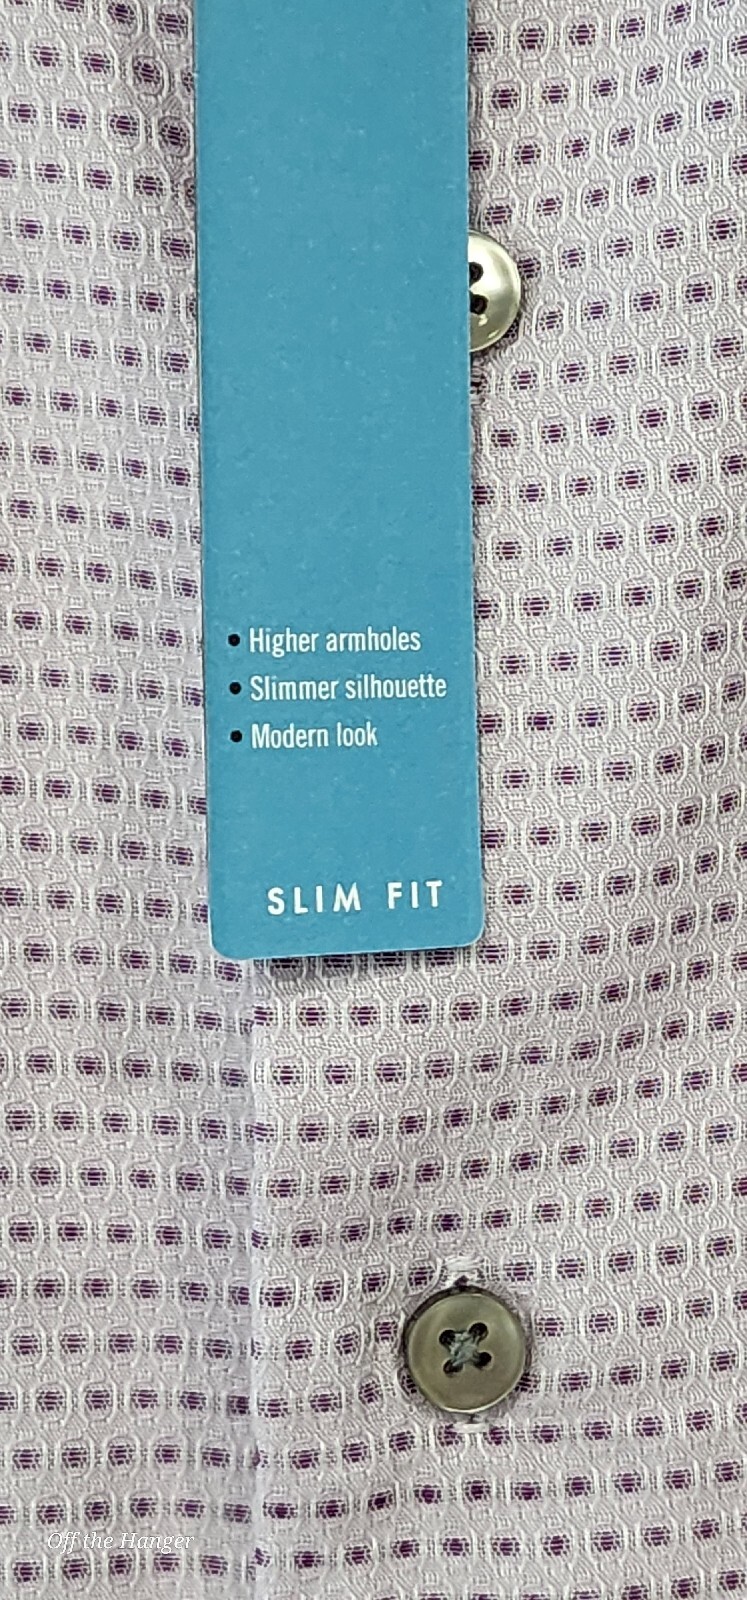 • Higher armholes
• Slimmer silhouette
• Modern look
SLIM FIT
Off the Hanger